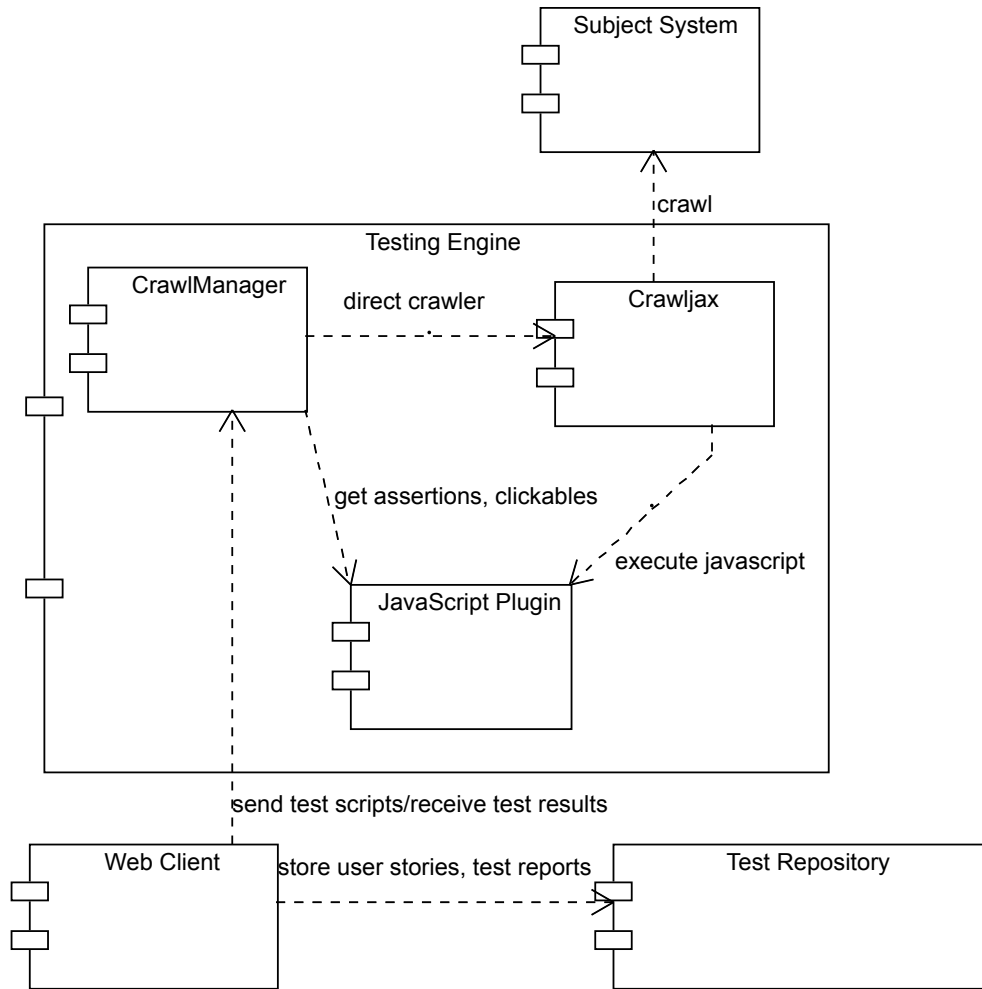 Subject System
crawl
Testing Engine
CrawlManager
direct crawler
Crawljax
get assertions, clickables
execute javascript
JavaScript Plugin
send test scripts/receive test results
Web Client
store user stories, test reports
Test Repository